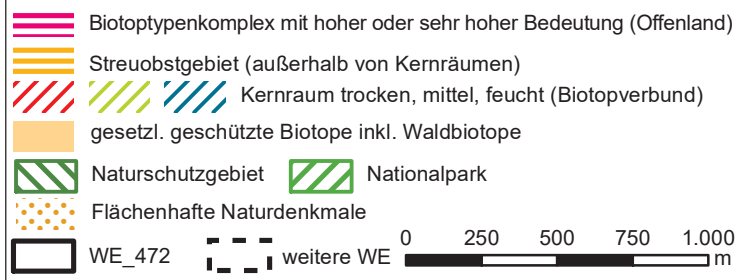 Biotoptypenkomplex mit hoher oder sehr hoher Bedeutung (Offenland)
Streuobstgebiet (außerhalb von Kernräumen)
Kernraum trocken, mittel, feucht (Biotopverbund)
gesetzl. geschützte Biotope inkl. Waldbiotope
Naturschutzgebiet Nationalpark
Flächenhafte Naturdenkmale
0 250 500 750 1.000
WE_472 weitere WE m